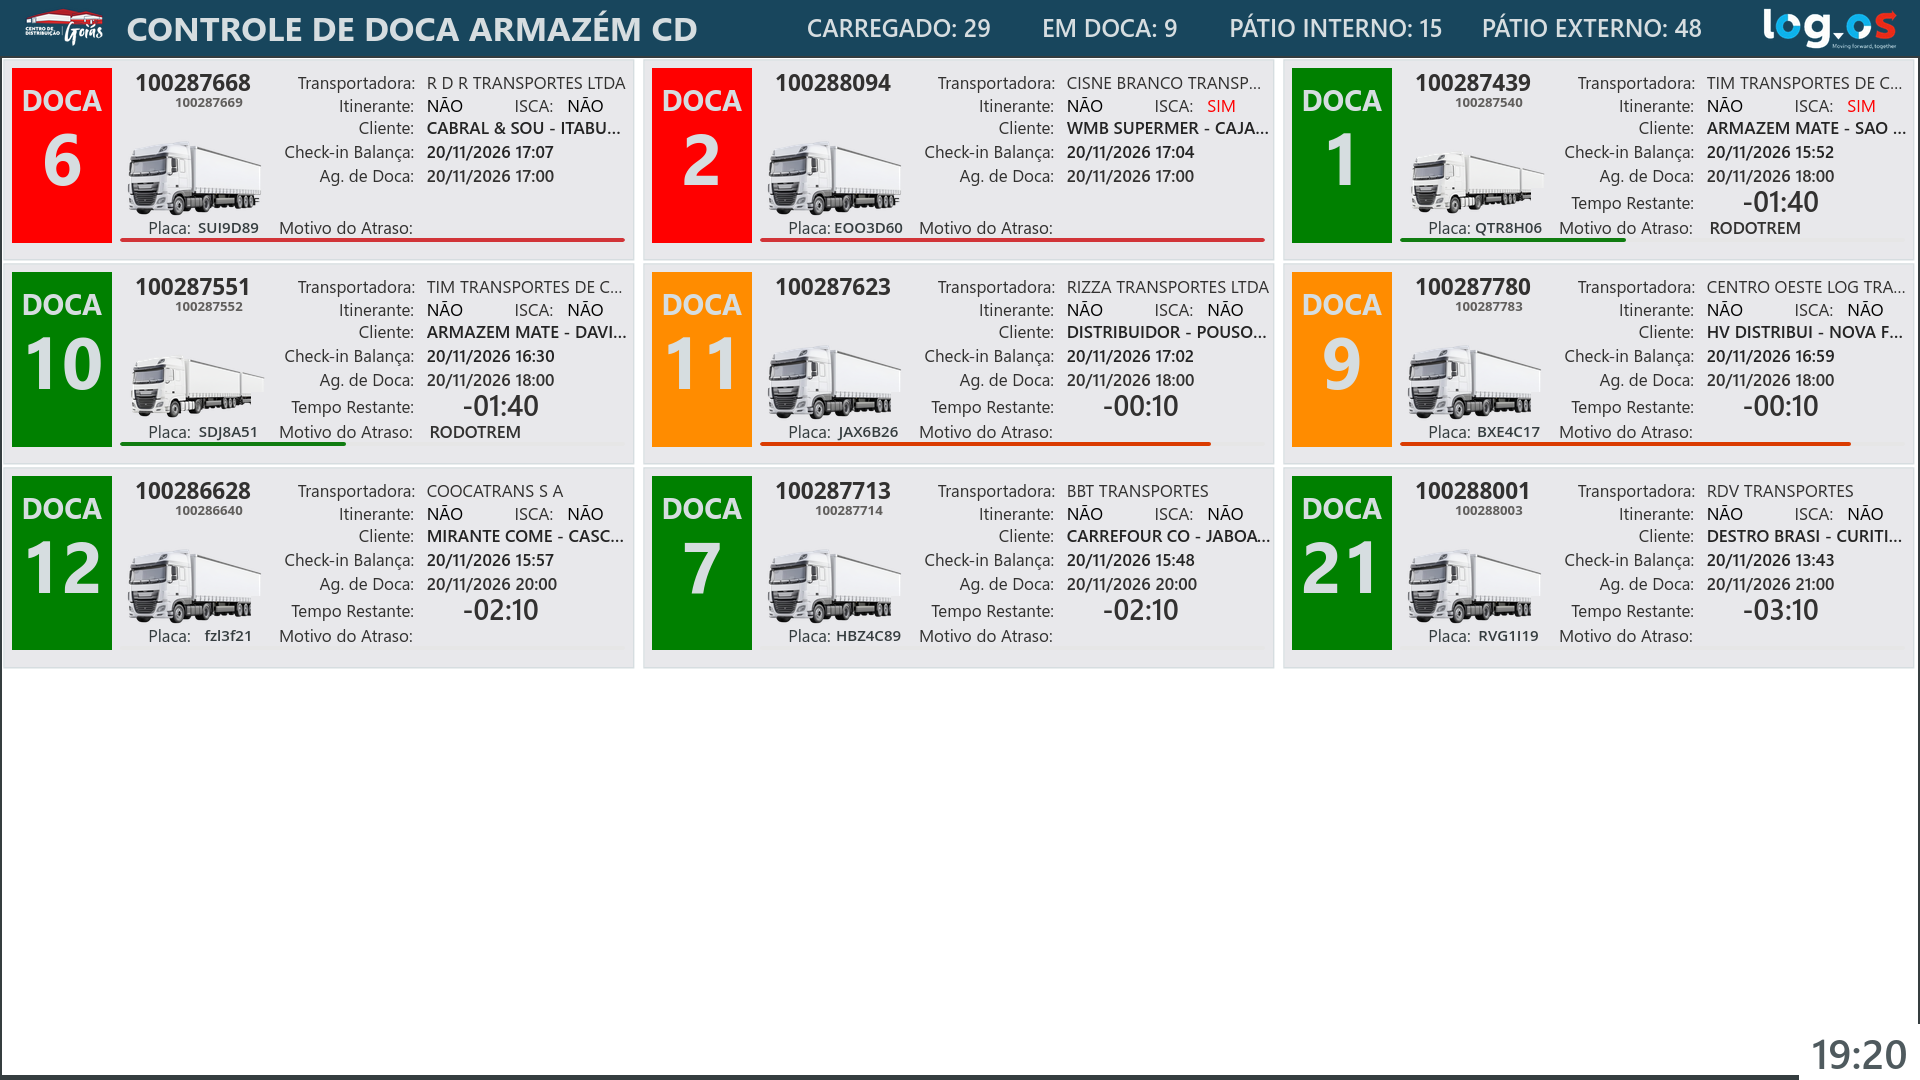 CENTRO DE DISTRIBUIÇÃO Goiás
CONTROLE DE DOCA ARMAZÉM CD
CARREGADO: 29
EM DOCA: 9
PÁTIO INTERNO: 15
PÁTIO EXTERNO: 48
log.os
Moving forward, together
DOCA
6
100287668
100287669
Transportadora: R D R TRANSPORTES LTDA
Itinerante: NÃO ISCA: NÃO
Cliente: CABRAL & SOU - ITABU...
Check-in Balança: 20/11/2026 17:07
Ag. de Doca: 20/11/2026 17:00
Placa: SUI9D89 Motivo do Atraso:
DOCA
2
100288094
Transportadora: CISNE BRANCO TRANSP...
Itinerante: NÃO ISCA: SIM
Cliente: WMB SUPERMER - CAJA...
Check-in Balança: 20/11/2026 17:04
Ag. de Doca: 20/11/2026 17:00
Placa: EOO3D60 Motivo do Atraso:
DOCA
1
100287439
100287540
Transportadora: TIM TRANSPORTES DE C...
Itinerante: NÃO ISCA: SIM
Cliente: ARMAZEM MATE - SAO ...
Check-in Balança: 20/11/2026 15:52
Ag. de Doca: 20/11/2026 18:00
Tempo Restante: -01:40
Placa: QTR8H06 Motivo do Atraso: RODOTREM
DOCA
10
100287551
100287552
Transportadora: TIM TRANSPORTES DE C...
Itinerante: NÃO ISCA: NÃO
Cliente: ARMAZEM MATE - DAVI...
Check-in Balança: 20/11/2026 16:30
Ag. de Doca: 20/11/2026 18:00
Tempo Restante: -01:40
Placa: SDJ8A51 Motivo do Atraso: RODOTREM
DOCA
11
100287623
Transportadora: RIZZA TRANSPORTES LTDA
Itinerante: NÃO ISCA: NÃO
Cliente: DISTRIBUIDOR - POUSO...
Check-in Balança: 20/11/2026 17:02
Ag. de Doca: 20/11/2026 18:00
Tempo Restante: -00:10
Placa: JAX6B26 Motivo do Atraso:
DOCA
9
100287780
100287783
Transportadora: CENTRO OESTE LOG TRA...
Itinerante: NÃO ISCA: NÃO
Cliente: HV DISTRIBUI - NOVA F...
Check-in Balança: 20/11/2026 16:59
Ag. de Doca: 20/11/2026 18:00
Tempo Restante: -00:10
Placa: BXE4C17 Motivo do Atraso:
DOCA
12
100286628
100286640
Transportadora: COOCATRANS S A
Itinerante: NÃO ISCA: NÃO
Cliente: MIRANTE COME - CASC...
Check-in Balança: 20/11/2026 15:57
Ag. de Doca: 20/11/2026 20:00
Tempo Restante: -02:10
Placa: fzl3f21 Motivo do Atraso:
DOCA
7
100287713
100287714
Transportadora: BBT TRANSPORTES
Itinerante: NÃO ISCA: NÃO
Cliente: CARREFOUR CO - JABOA...
Check-in Balança: 20/11/2026 15:48
Ag. de Doca: 20/11/2026 20:00
Tempo Restante: -02:10
Placa: HBZ4C89 Motivo do Atraso:
DOCA
21
100288001
100288003
Transportadora: RDV TRANSPORTES
Itinerante: NÃO ISCA: NÃO
Cliente: DESTRO BRASI - CURITI...
Check-in Balança: 20/11/2026 13:43
Ag. de Doca: 20/11/2026 21:00
Tempo Restante: -03:10
Placa: RVG1I19 Motivo do Atraso:
19:20